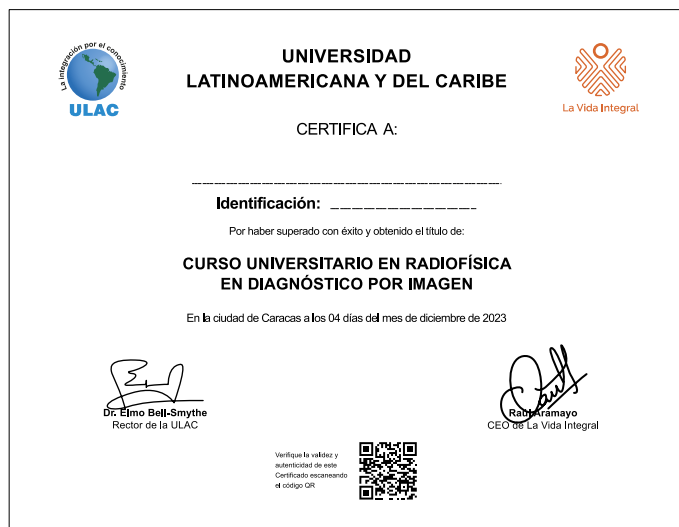 La integración por el conocimiento
ULAC
UNIVERSIDAD
LATINOAMERICANA Y DEL CARIBE
La Vida Integral
CERTIFICA A:
Identificación:
Por haber superado con éxito y obtenido el título de:
CURSO UNIVERSITARIO EN RADIOFÍSICA
EN DIAGNÓSTICO POR IMAGEN
En la ciudad de Caracas a los 04 días del mes de diciembre de 2023
Dr. Elmo Bell-Smythe
Rector de la ULAC
Raúl Aramayo
CEO de La Vida Integral
Verifique la validez y
autenticidad de este
Certificado escaneando
el código QR